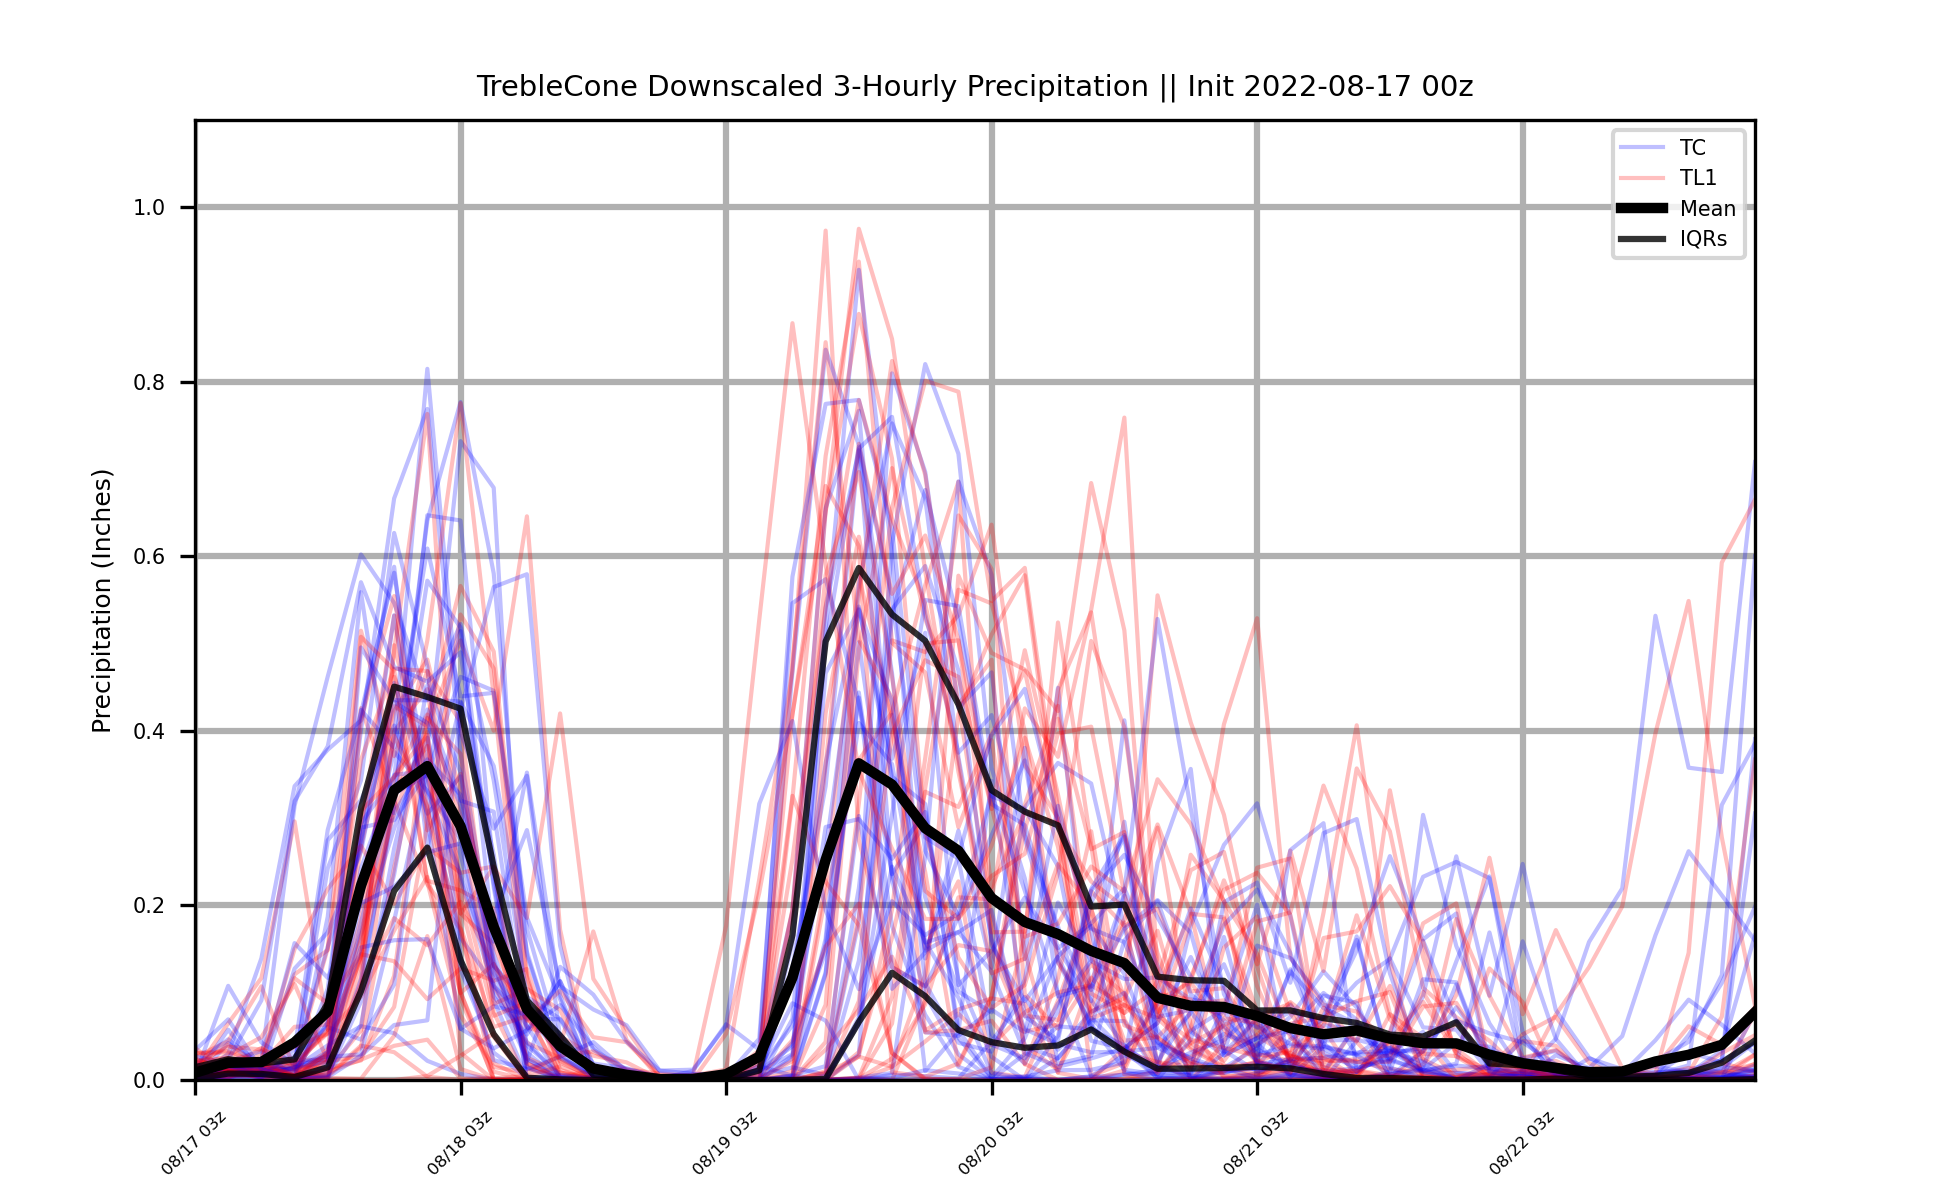 TrebleCone Downscaled 3-Hourly Precipitation || Init 2022-08-17 00z
TC
TL1
Mean
IQRs
Precipitation (Inches)
1.0
0.8
0.6
0.4
0.2
0.0
08/17 03z
08/18 03z
08/19 03z
08/20 03z
08/21 03z
08/22 03z